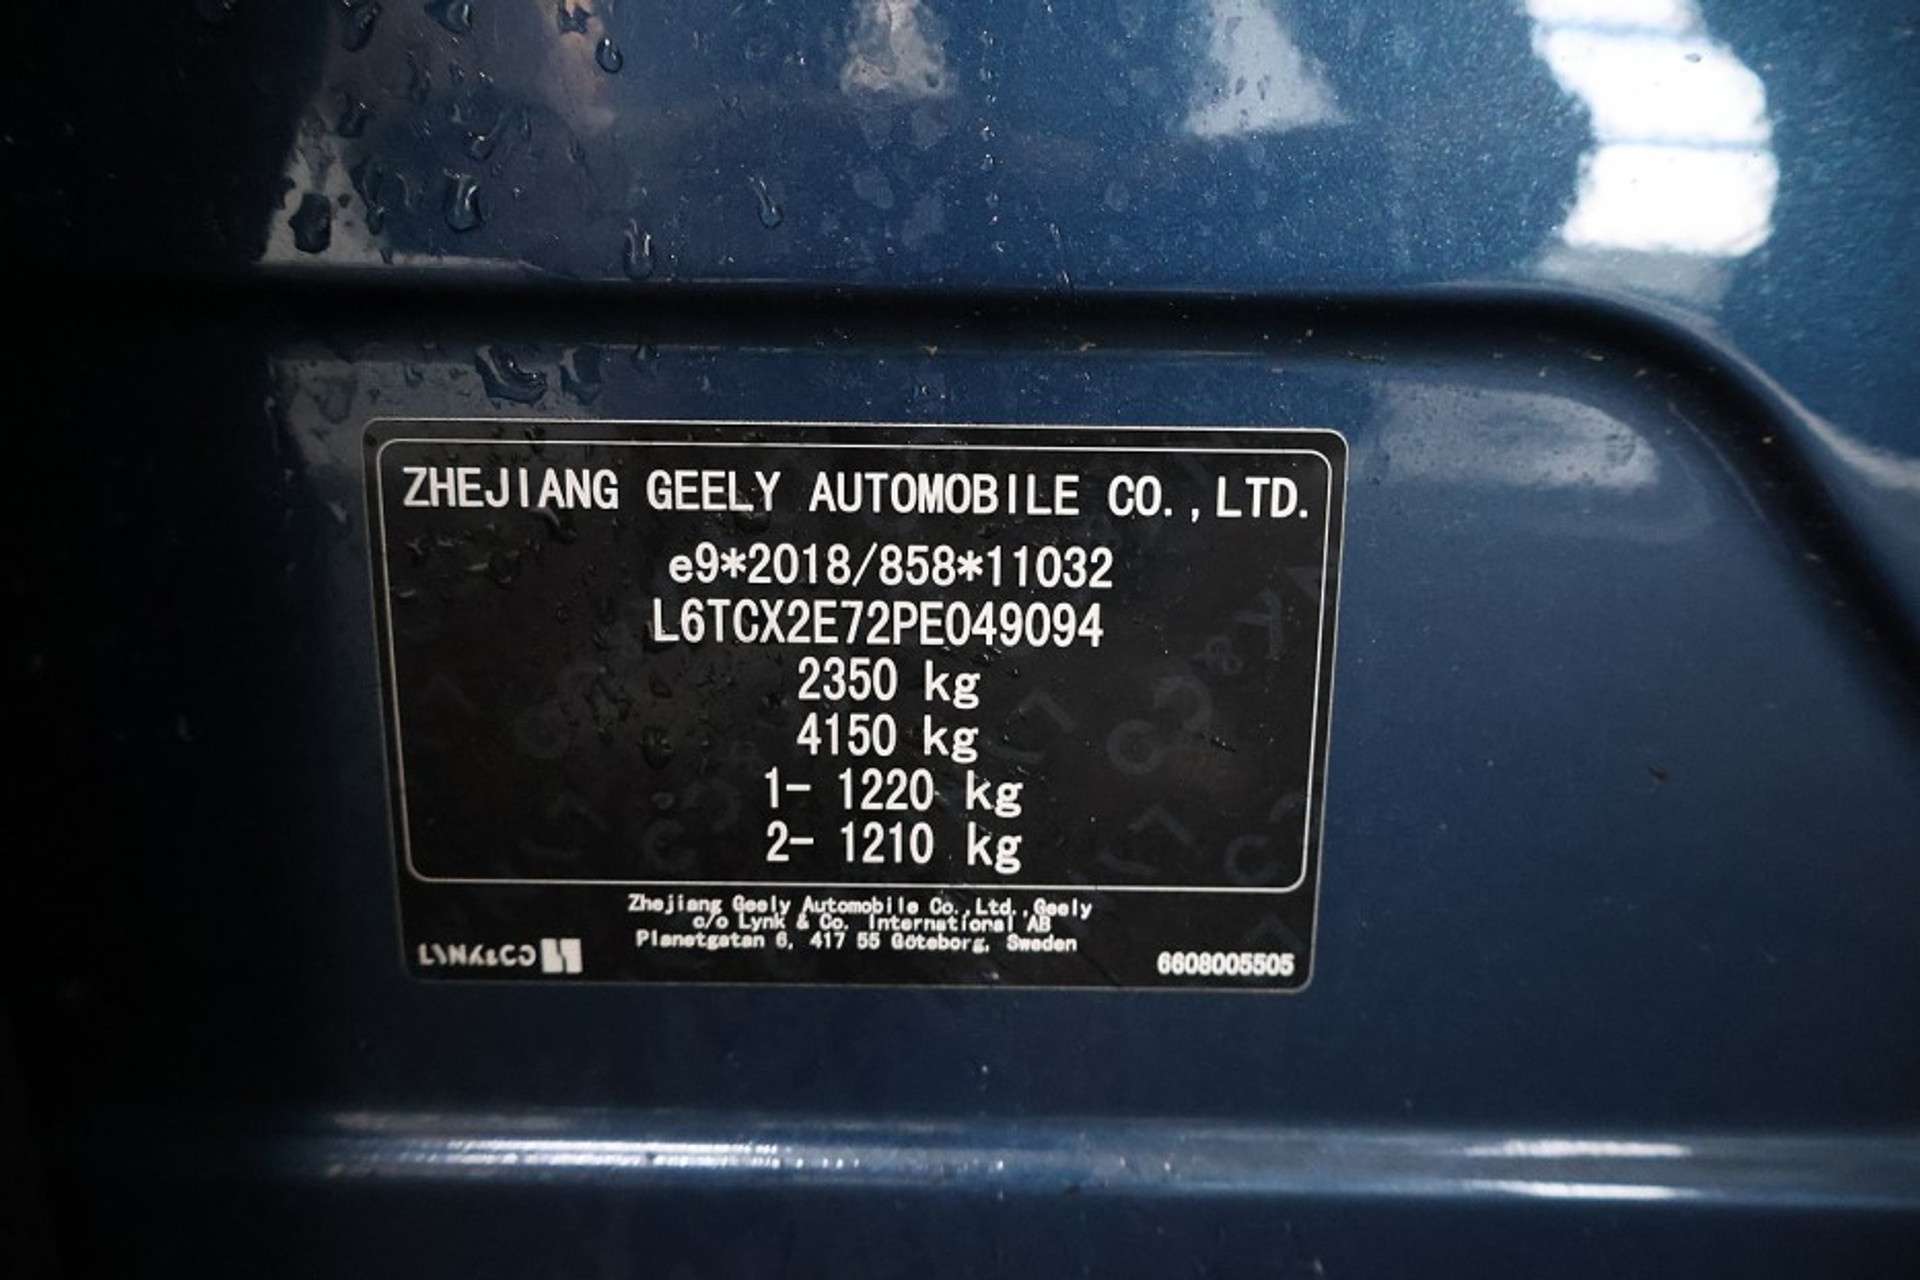 ZHEJIANG GEELY AUTOMOBILE CO.,LTD.
e9*2018/858*11032
L6TCX2E72PE049094
2350 kg
4150 kg
1- 1220 kg
2- 1210 kg
Zhejiang Geely Automobile Co.,Ltd.,Geely
c/o Lynk & Co. International AB
Planetgatan 6, 417 55 Göteborg, Sweden
LYNK&CO
6608005505